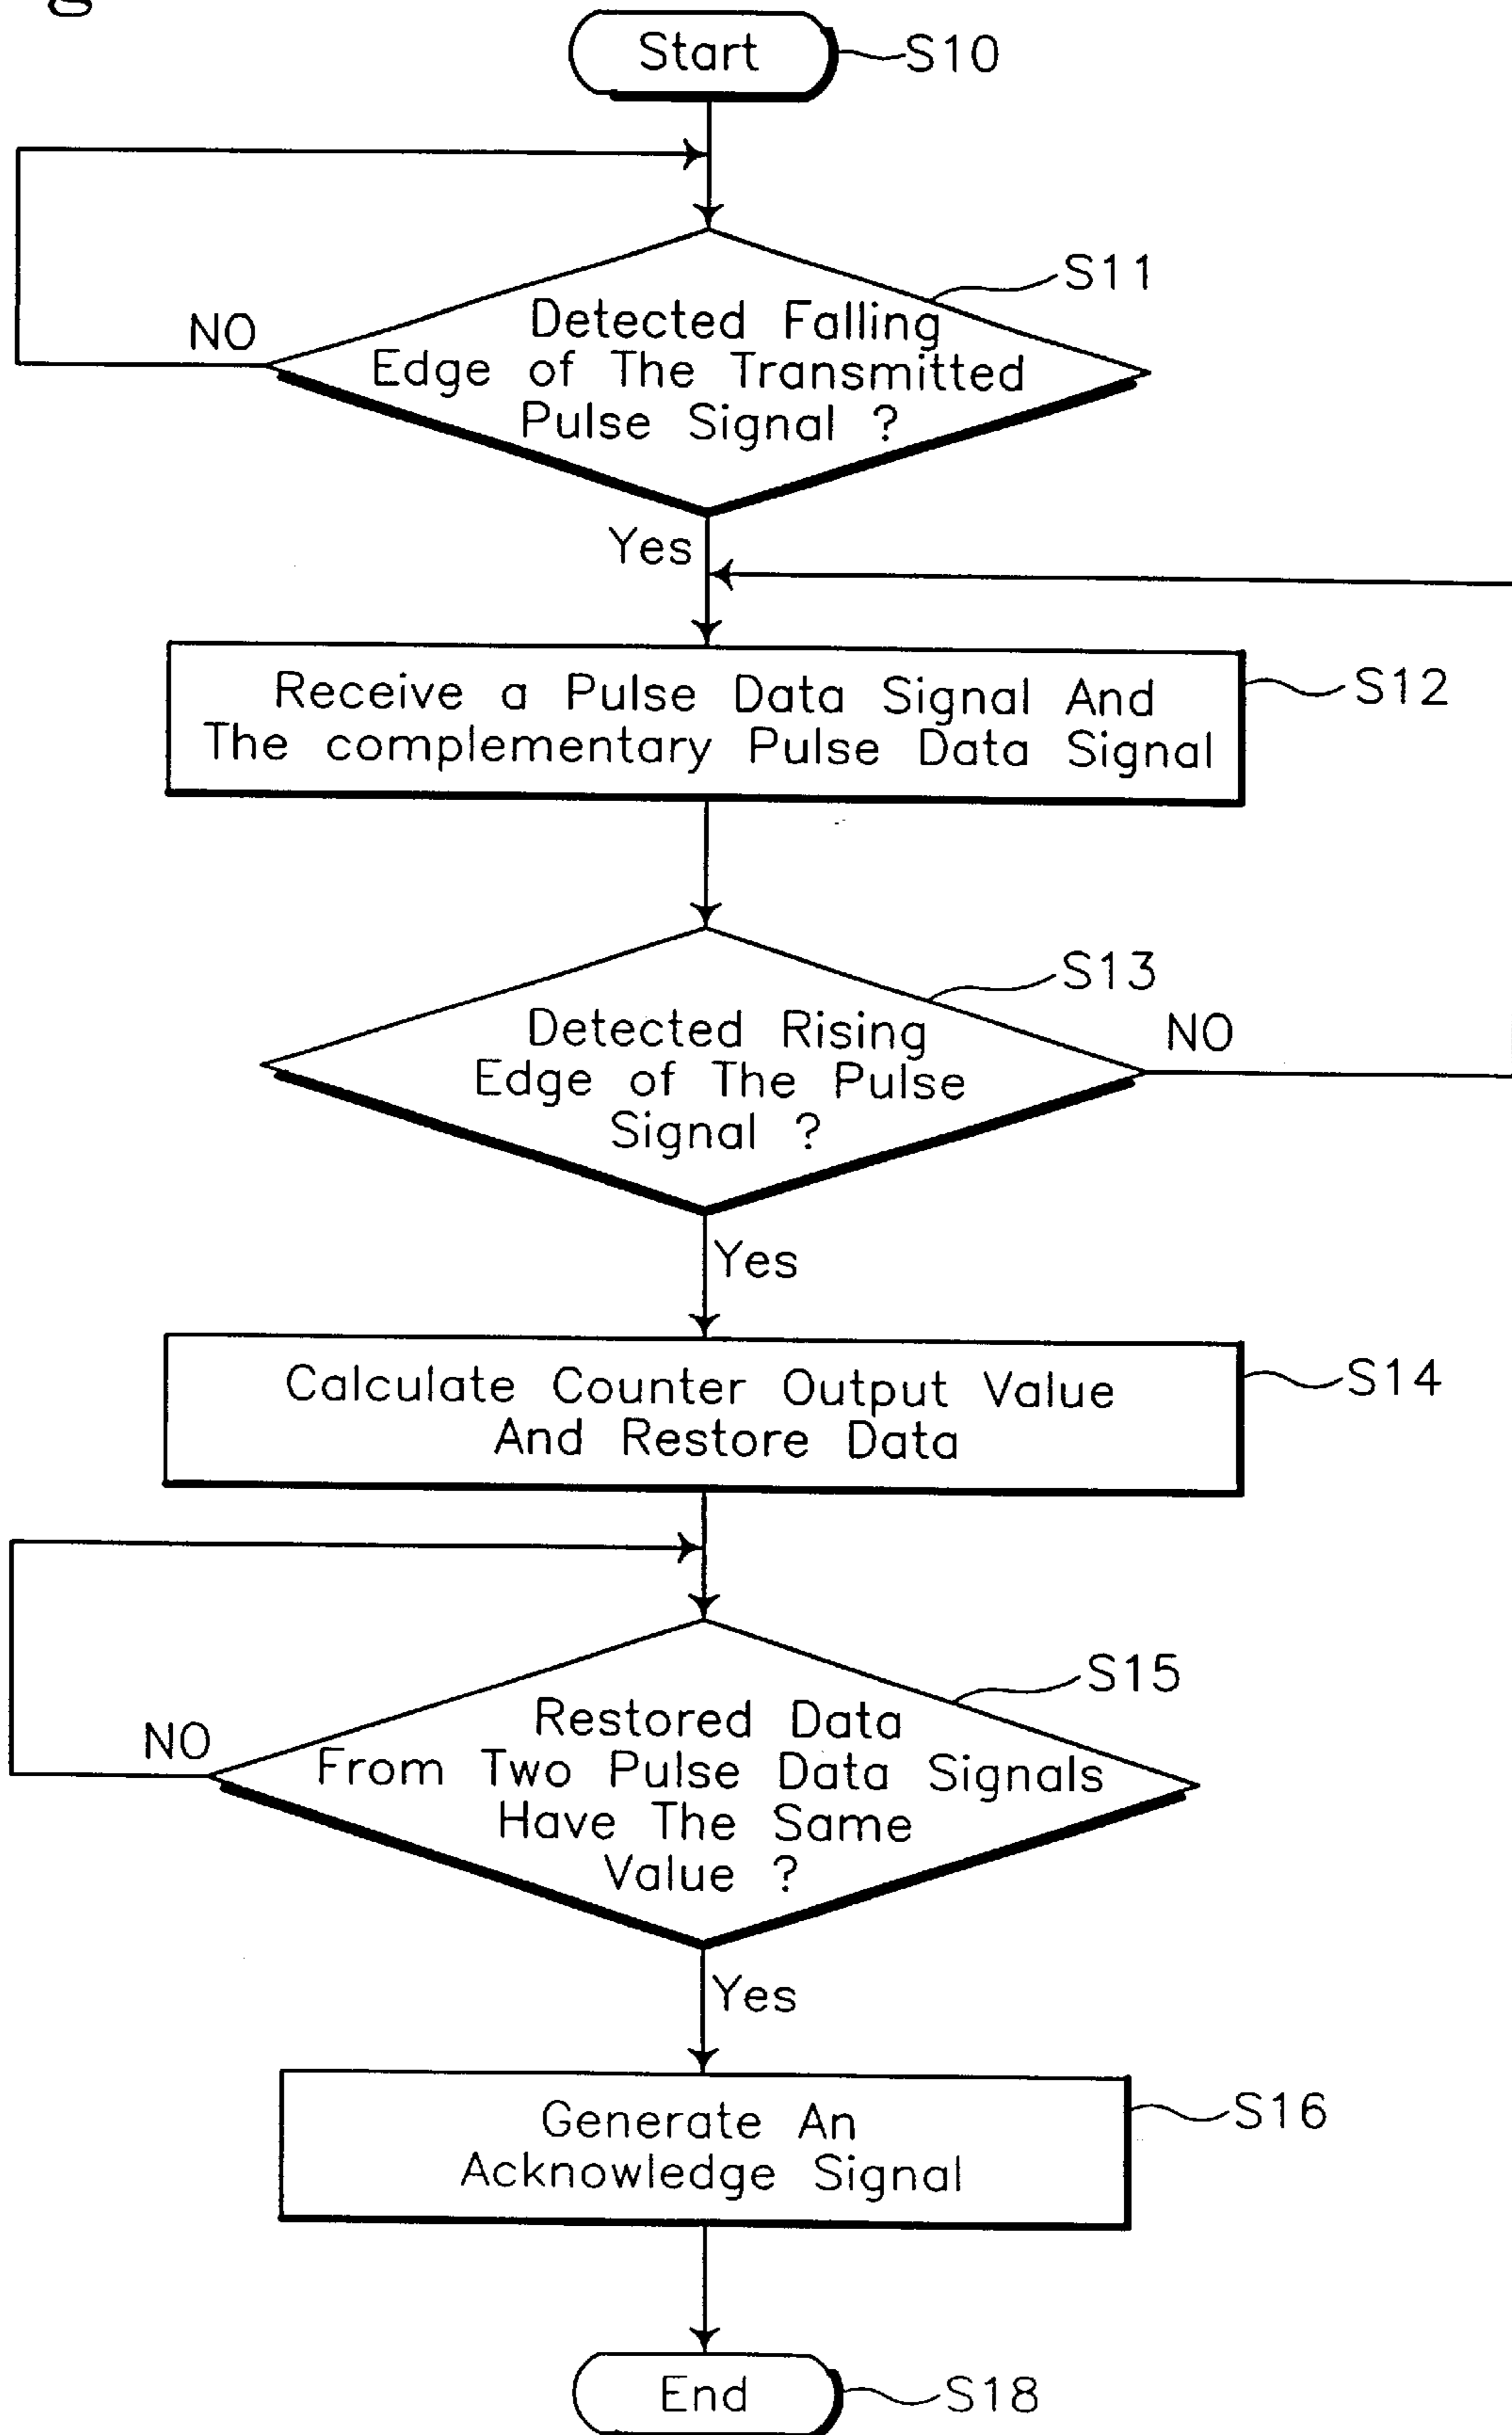 g
Start
S10
S11
NO
Detected Falling
Edge of The Transmitted
Pulse Signal ?
Yes
Receive a Pulse Data Signal And
The complementary Pulse Data Signal
S12
S13
Detected Rising
Edge of The Pulse
Signal ?
NO
Yes
Calculate Counter Output Value
And Restore Data
S14
S15
NO
Restored Data
From Two Pulse Data Signals
Have The Same
Value ?
Yes
Generate An
Acknowledge Signal
S16
End
S18